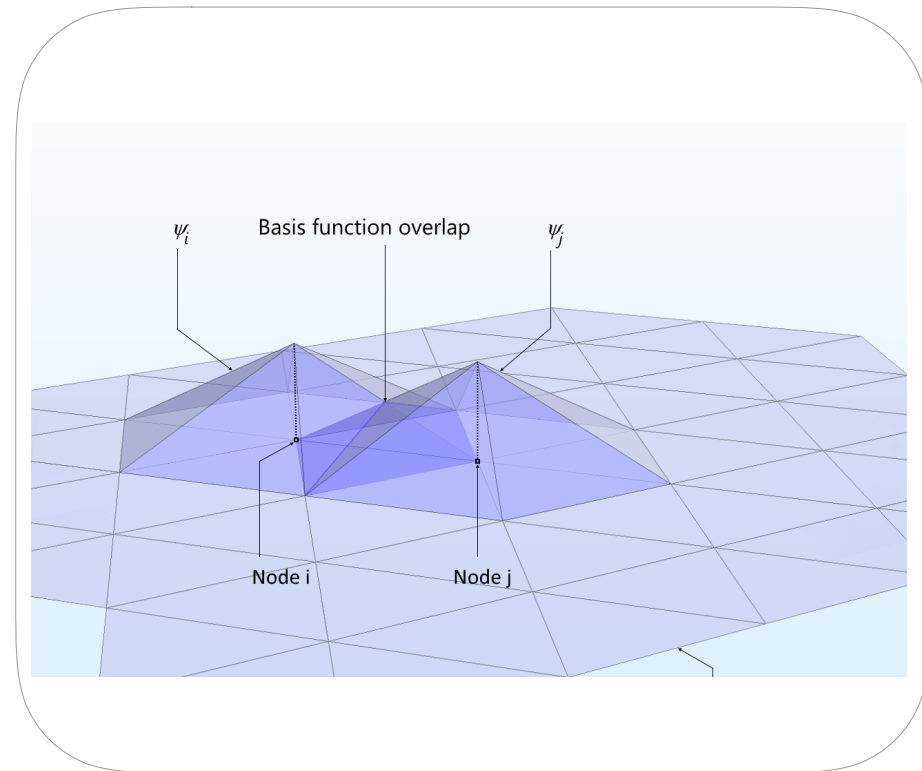 ψi
Basis function overlap
ψj
Node i
Node j